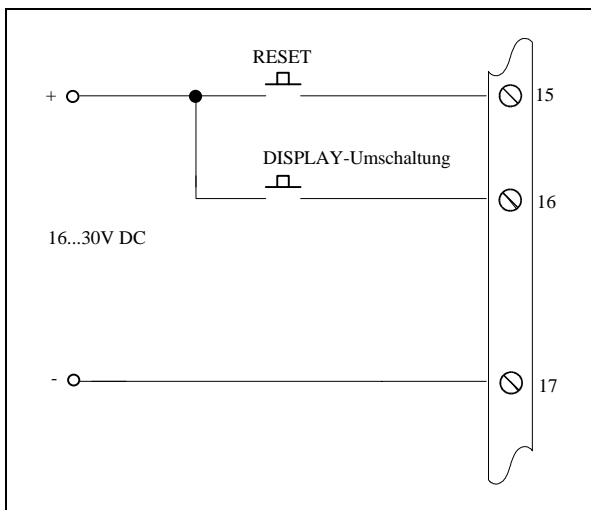 RESET
+
15
DISPLAY-Umschaltung
16
16...30V DC
-
17